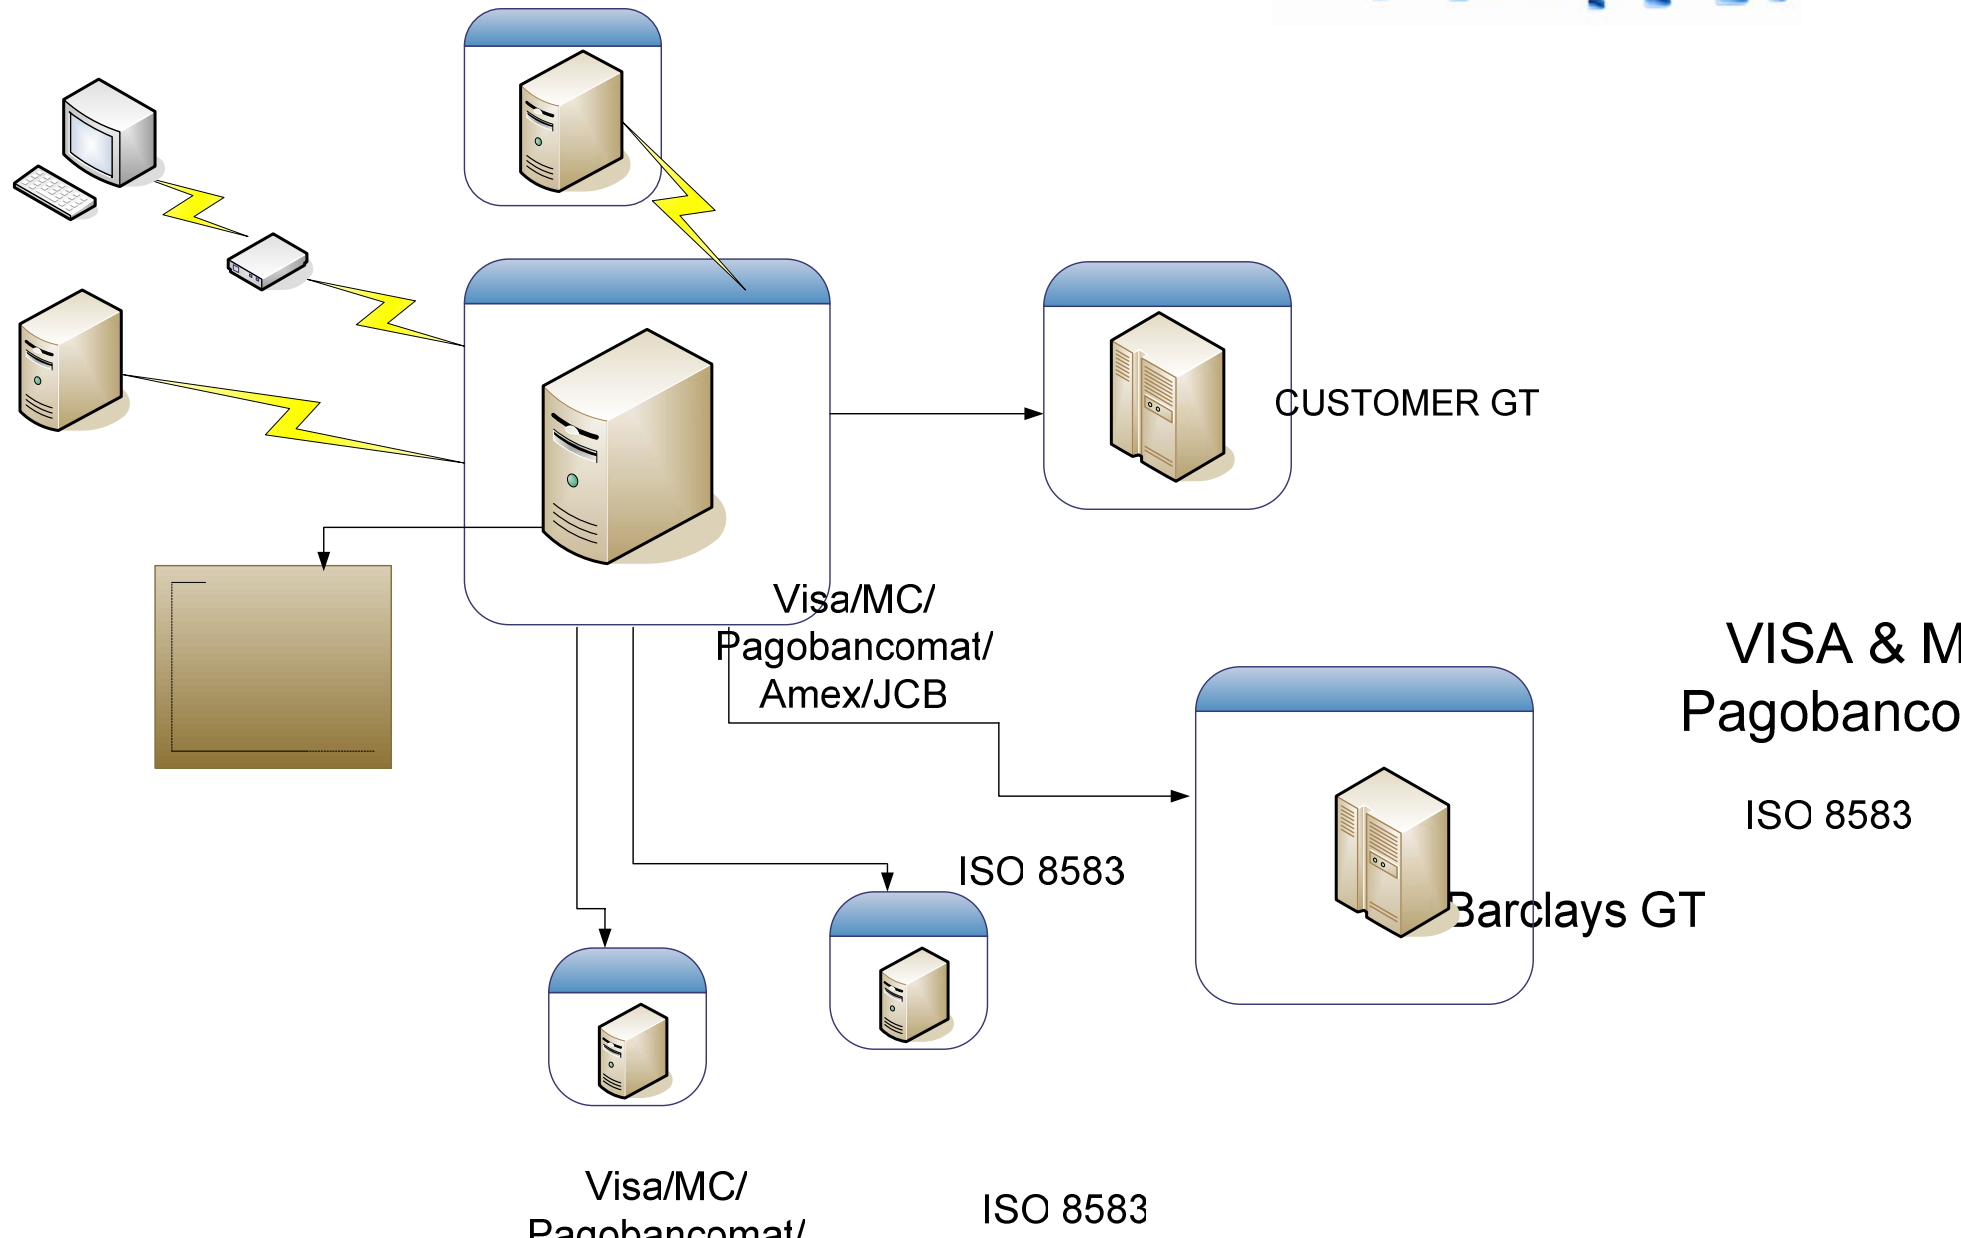 CUSTOMER GT
Visa/MC/
Pagobancomat/
Amex/JCB
VISA & M
Pagobanco
ISO 8583
ISO 8583
Barclays GT
Visa/MC/
Pagobancomat/
ISO 8583